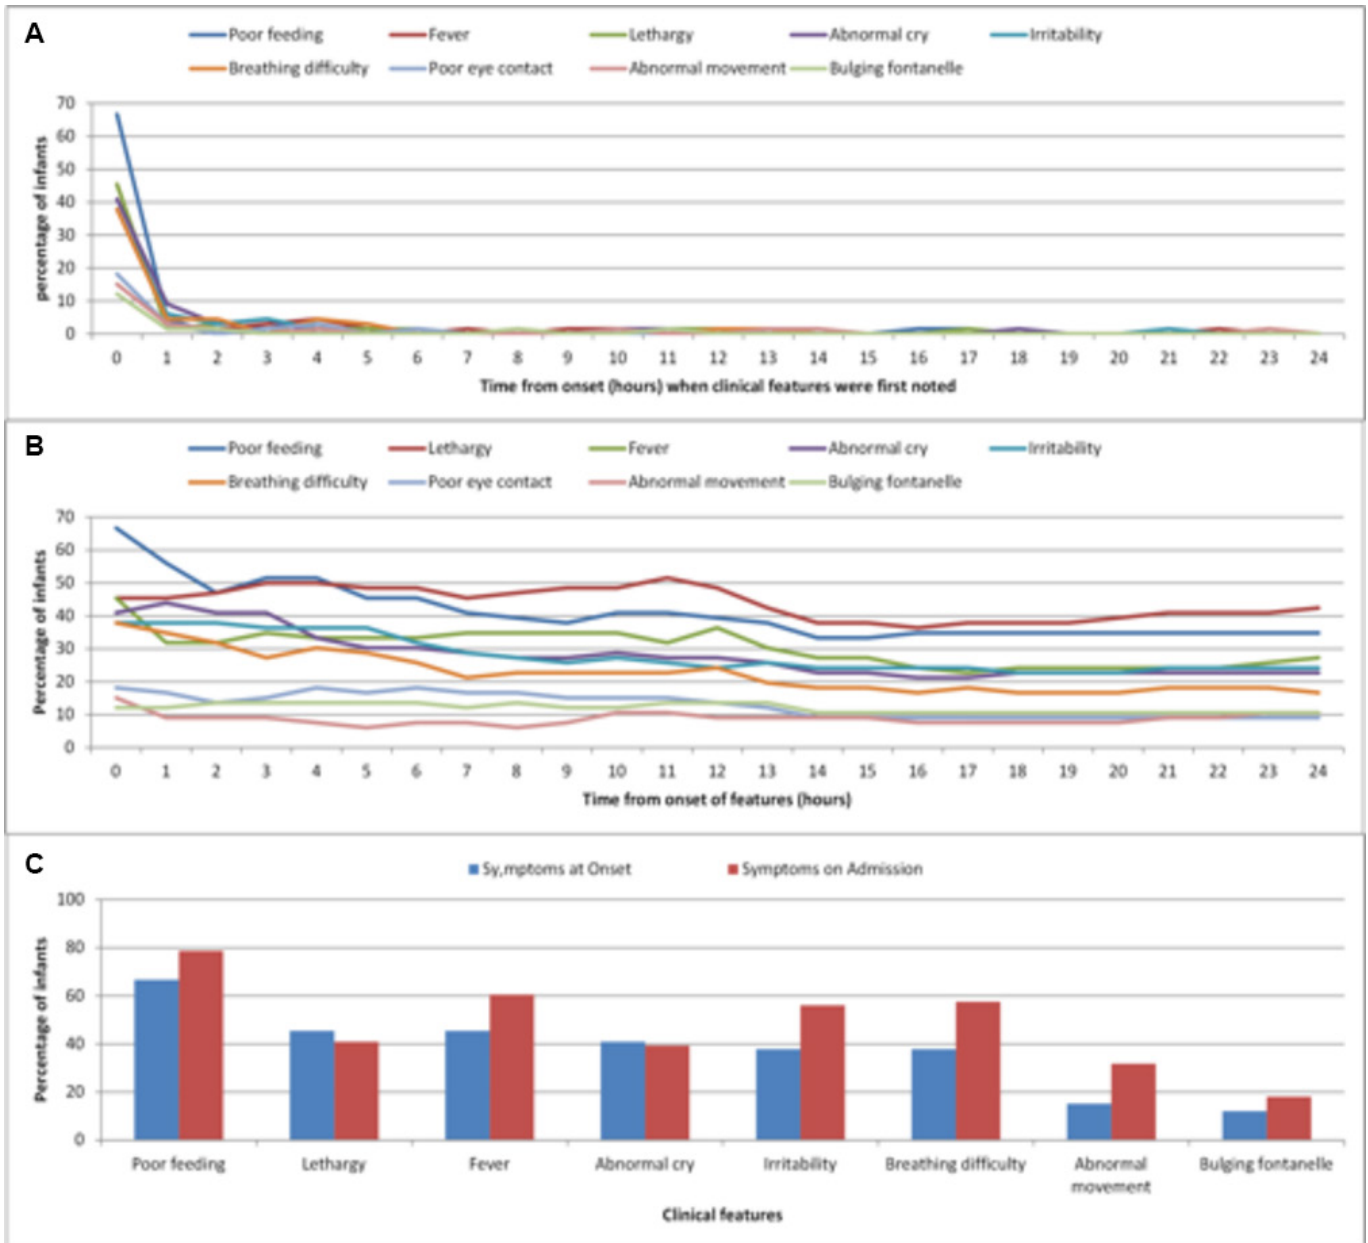 A
Poor feeding Fever Lethargy Abnormal cry Irritability
Breathing difficulty Poor eye contact Abnormal movement Bulging fontanelle
70
60
50
40
30
20
10
0
percentage of infants
0 1 2 3 4 5 6 7 8 9 10 11 12 13 14 15 16 17 18 19 20 21 22 23 24
Time from onset (hours) when clinical features were first noted
B
Poor feeding Lethargy Fever Abnormal cry Irritability
Breathing difficulty Poor eye contact Abnormal movement Bulging fontanelle
70
60
50
40
30
20
10
0
Percentage of infants
0 1 2 3 4 5 6 7 8 9 10 11 12 13 14 15 16 17 18 19 20 21 22 23 24
Time from onset of features (hours)
C
Sy,mptoms at Onset Symptoms on Admission
100
80
60
40
20
0
Percentage of infants
Poor feeding Lethargy Fever Abnormal cry Irritability Breathing difficulty Abnormal Bulging fontanelle
movement
Clinical features